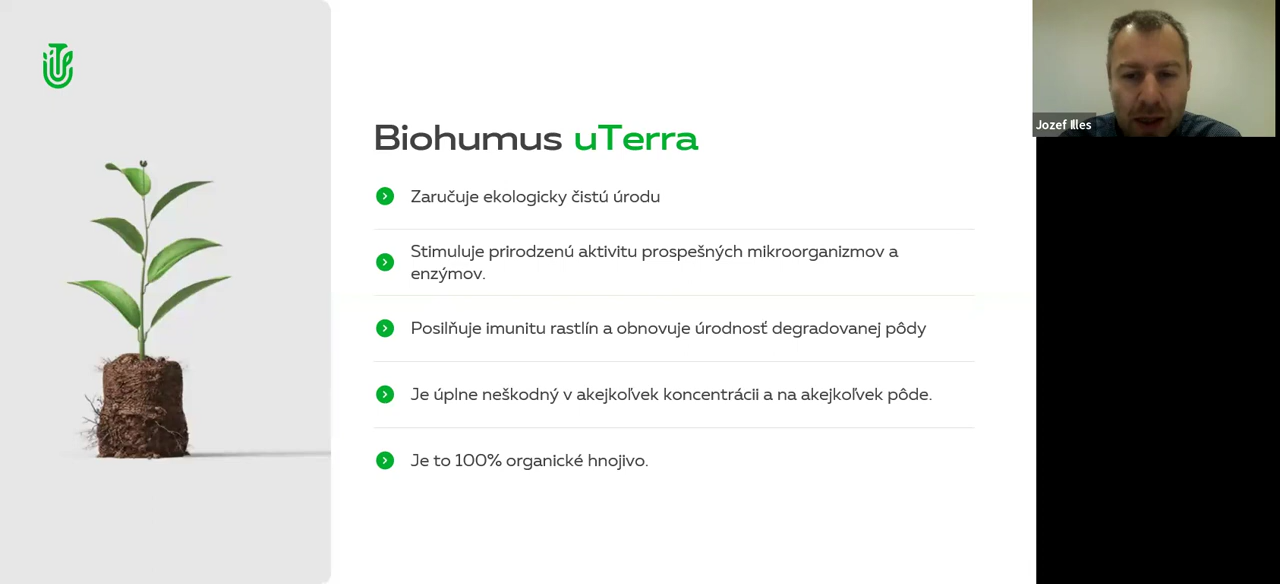 Biohumus uTerra
Zaručuje ekologicky čistú úrodu
Stimuluje prirodzenú aktivitu prospešných mikroorganizmov a
enzýmov.
Posilňuje imunitu rastlín a obnovuje úrodnosť degradovanej pôdy
Je úplne neškodný v akejkoľvek koncentrácii a na akejkoľvek pôde.
Je to 100% organické hnojivo.
Jozef Illes